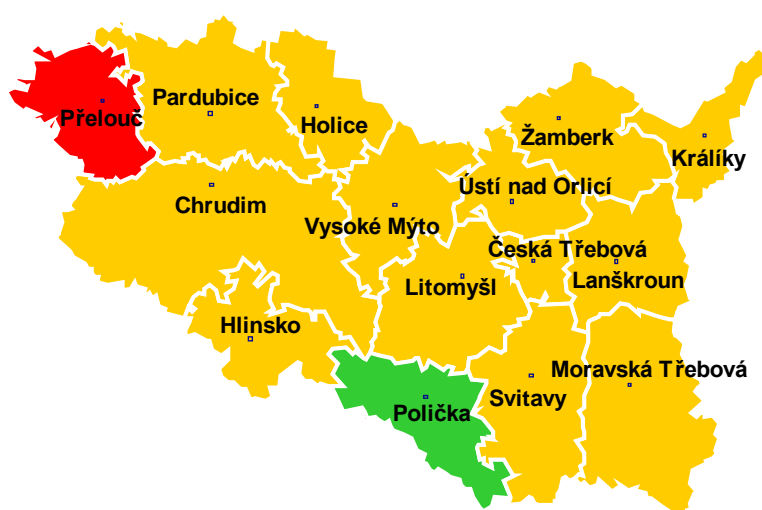 Pardubice
Přelouč
Holice
Žamberk
Králíky
Ústí nad Orlicí
Chrudim
Vysoké Mýto
Česká Třebová
Litomyšl
Lanškroun
Hlinsko
Moravská Třebová
Svitavy
Polička